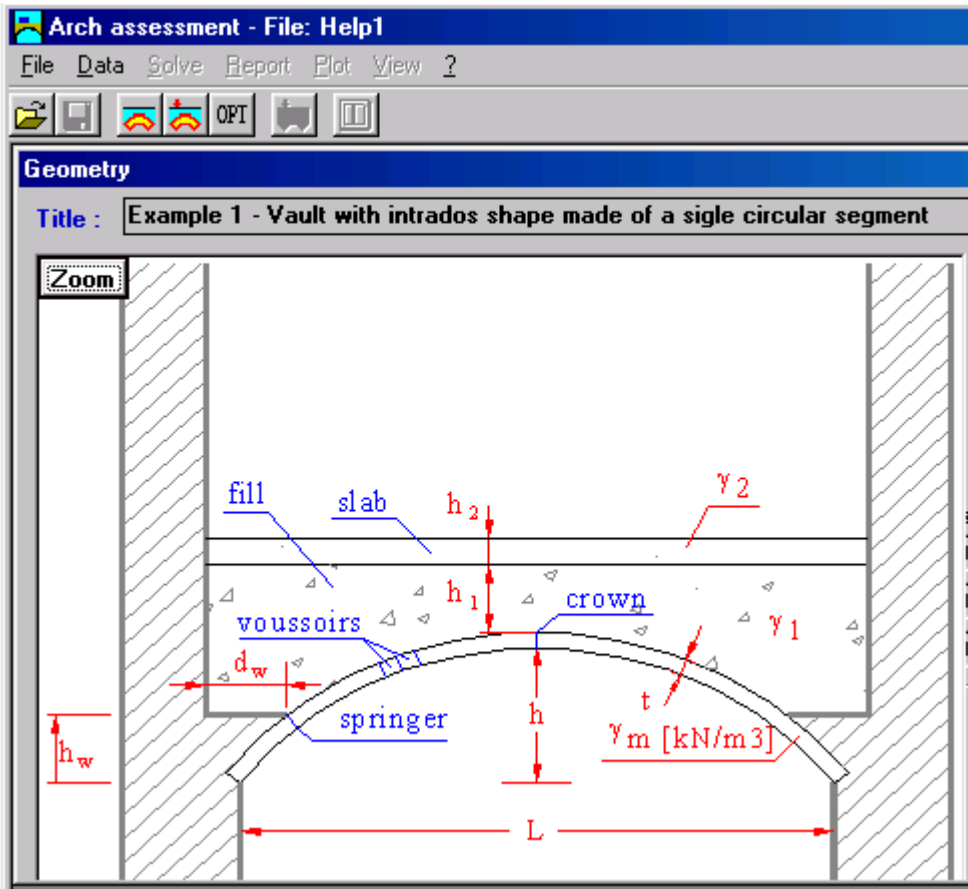 Arch assessment - File: Help1
File Data Solve Report Plot View ?
OPT
Geometry
Title : Example 1 - Vault with intrados shape made of a sigle circular segment
Zoom
fill
slab
h2
γ2
h1
crown
voussoirs
γ1
dw
springer
h
t
γm [kN/m3]
hw
L